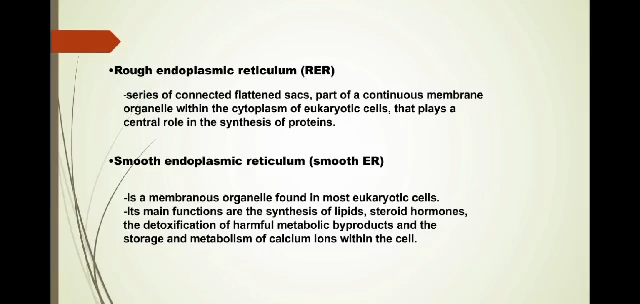 •Rough endoplasmic reticulum (RER)
-series of connected flattened sacs, part of a continuous membrane
organelle within the cytoplasm of eukaryotic cells, that plays a
central role in the synthesis of proteins.
•Smooth endoplasmic reticulum (smooth ER)
-Is a membranous organelle found in most eukaryotic cells.
-Its main functions are the synthesis of lipids, steroid hormones,
the detoxification of harmful metabolic byproducts and the
storage and metabolism of calcium ions within the cell.